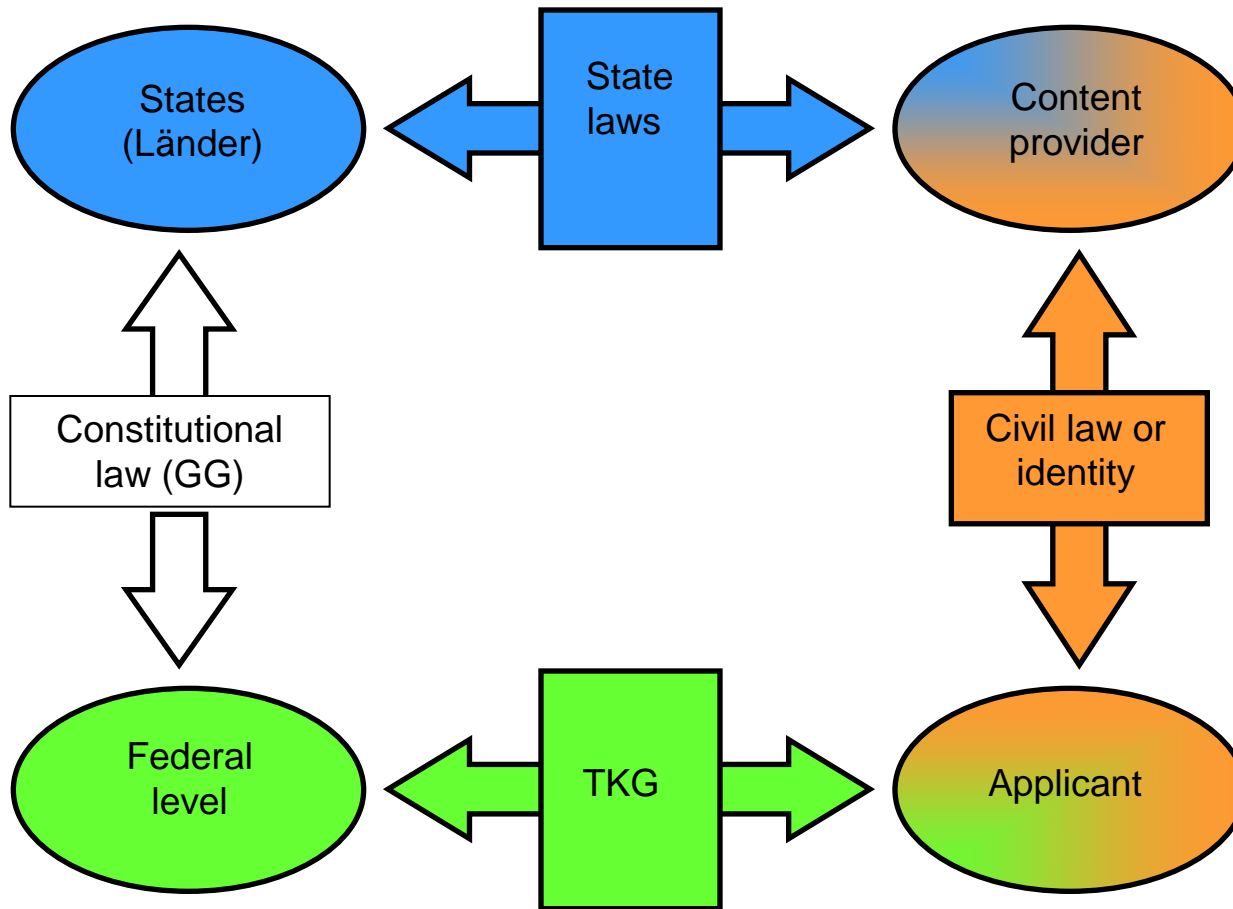 States
(Länder)
State
laws
Content
provider
Constitutional
law (GG)
Civil law or
identity
Federal
level
TKG
Applicant